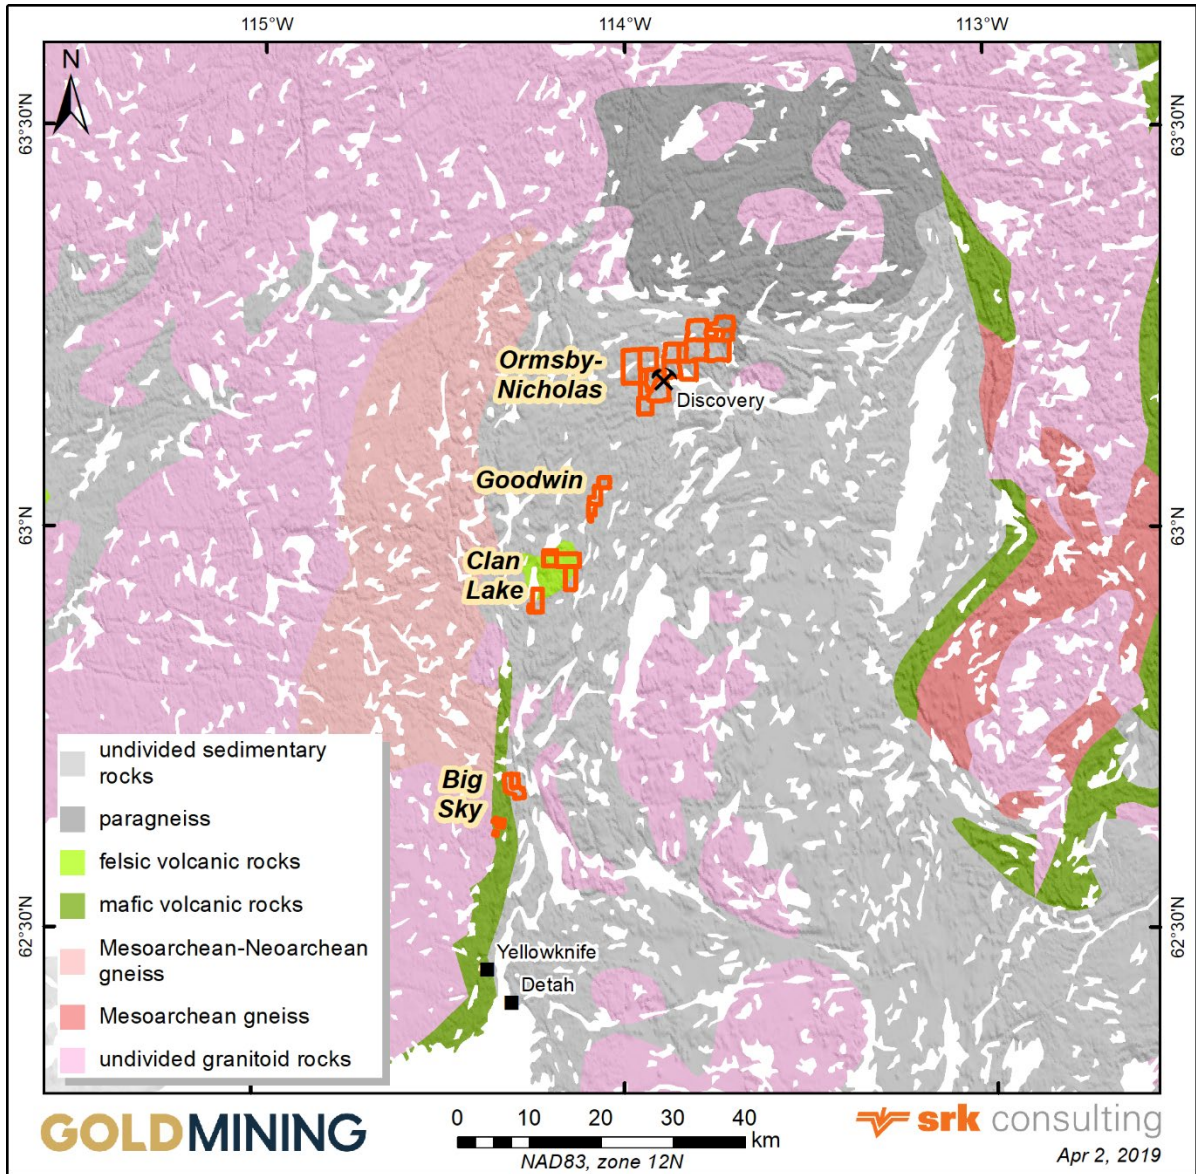 115°W
114°W
113°W
N
63°30'N
63°30'N
Ormsby-
Nicholas
Discovery
Goodwin
63°N
63°N
Clan
Lake
undivided sedimentary
rocks
paragneiss
felsic volcanic rocks
mafic volcanic rocks
Mesoarchean-Neoarchean
gneiss
Mesoarchean gneiss
undivided granitoid rocks
Big
Sky
62°30'N
62°30'N
Yellowknife
Detah
GOLDMINING
0 10 20 30 40
km
NAD83, zone 12N
srk consulting
Apr 2, 2019